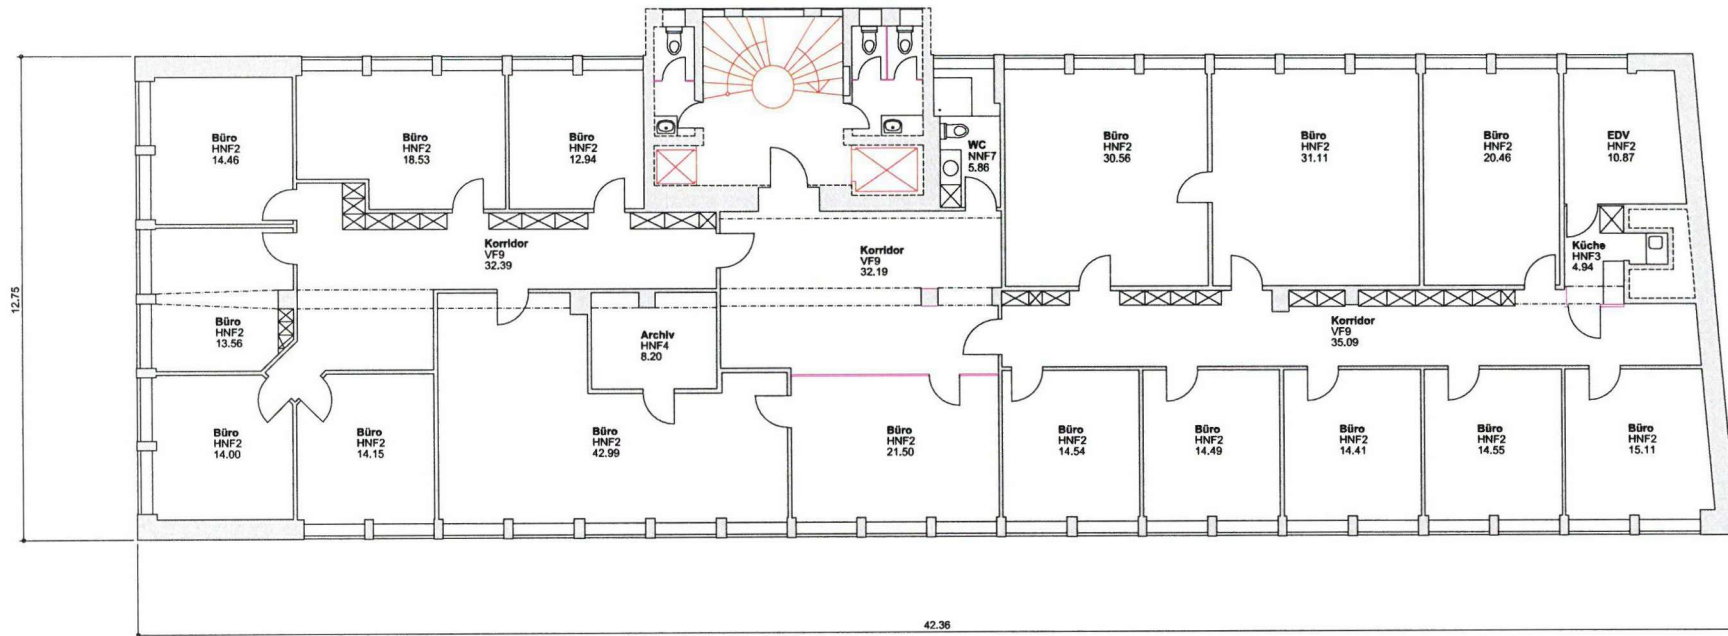 Büro
HNF2
14.46
Büro
HNF2
18.53
Büro
HNF2
12.94
WC
NNF7
5.86
Büro
HNF2
30.56
Büro
HNF2
31.11
Büro
HNF2
20.46
EDV
HNF2
10.87
Korridor
VF9
32.39
Korridor
VF9
32.19
Küche
HNF3
4.94
12.75
Büro
HNF2
13.56
Archiv
HNF4
8.20
Korridor
VF9
35.09
Büro
HNF2
14.00
Büro
HNF2
14.15
Büro
HNF2
42.99
Büro
HNF2
21.50
Büro
HNF2
14.54
Büro
HNF2
14.49
Büro
HNF2
14.41
Büro
HNF2
14.55
Büro
HNF2
15.11
42.36